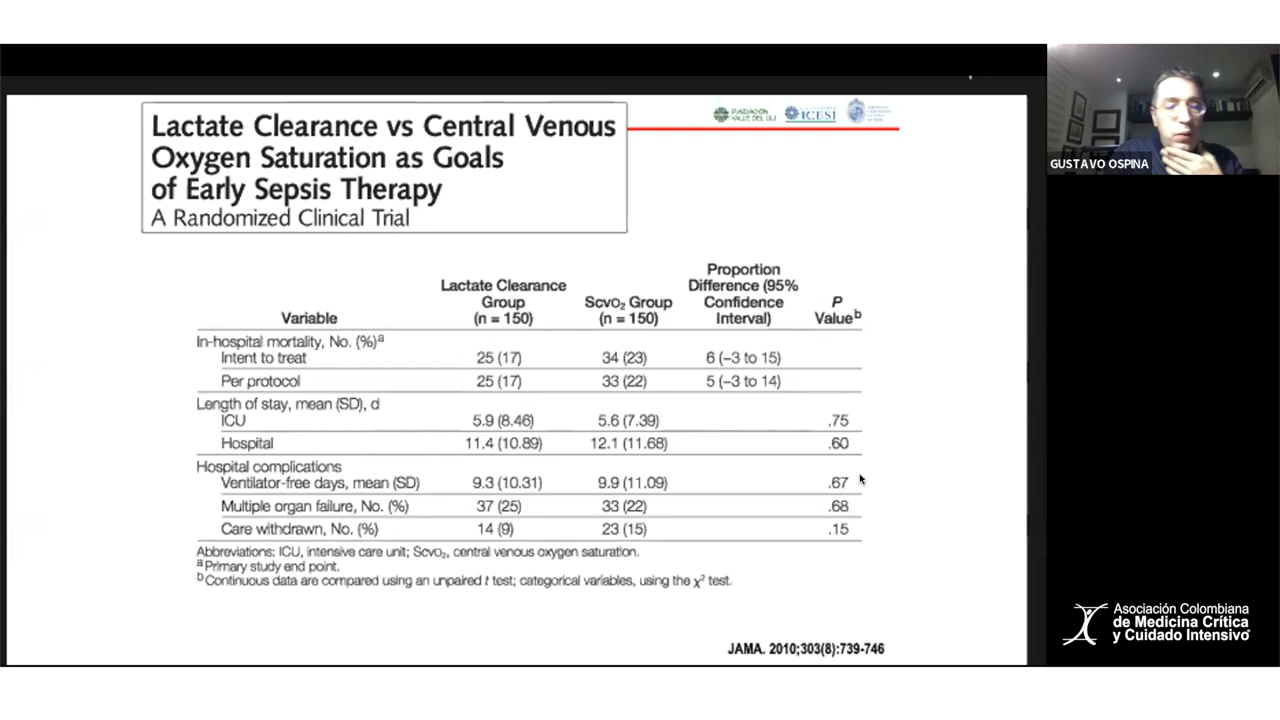 Lactate Clearance vs Central Venous
Oxygen Saturation as Goals
of Early Sepsis Therapy
A Randomized Clinical Trial
FUNDACIÓN
VALLE DEL LILI
ICESI
GUSTAVO OSPINA
Variable
Lactate Clearance
Group
(n = 150)
ScvO₂ Group
(n = 150)
Proportion
Difference (95%
Confidence
Interval)
P
Valueᵇ
In-hospital mortality, No. (%)ᵃ
Intent to treat 25 (17) 34 (23) 6 (−3 to 15)
Per protocol 25 (17) 33 (22) 5 (−3 to 14)
Length of stay, mean (SD), d
ICU 5.9 (8.46) 5.6 (7.39) .75
Hospital 11.4 (10.89) 12.1 (11.68) .60
Hospital complications
Ventilator-free days, mean (SD) 9.3 (10.31) 9.9 (11.09) .67
Multiple organ failure, No. (%) 37 (25) 33 (22) .68
Care withdrawn, No. (%) 14 (9) 23 (15) .15
Abbreviations: ICU, intensive care unit; ScvO₂, central venous oxygen saturation.
ᵃPrimary study end point.
ᵇContinuous data are compared using an unpaired t test; categorical variables, using the χ² test.
JAMA. 2010;303(8):739-746
Asociación Colombiana
de Medicina Crítica
y Cuidado Intensivo